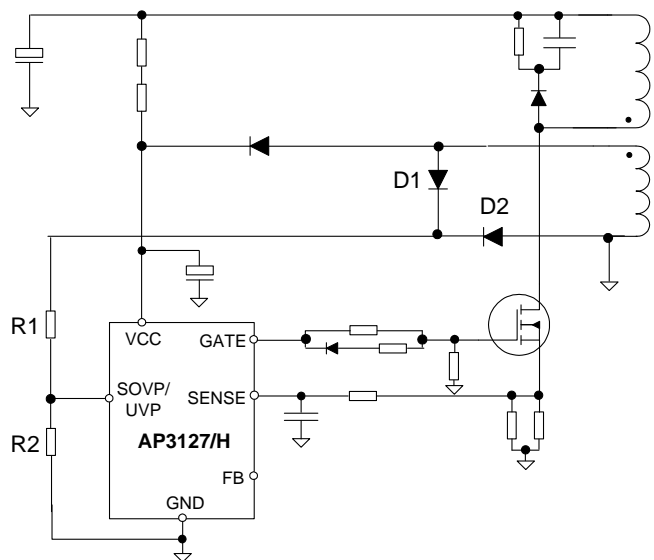 D1
D2
R1
VCC
GATE
SOVP/
UVP
SENSE
R2
AP3127/H
FB
GND